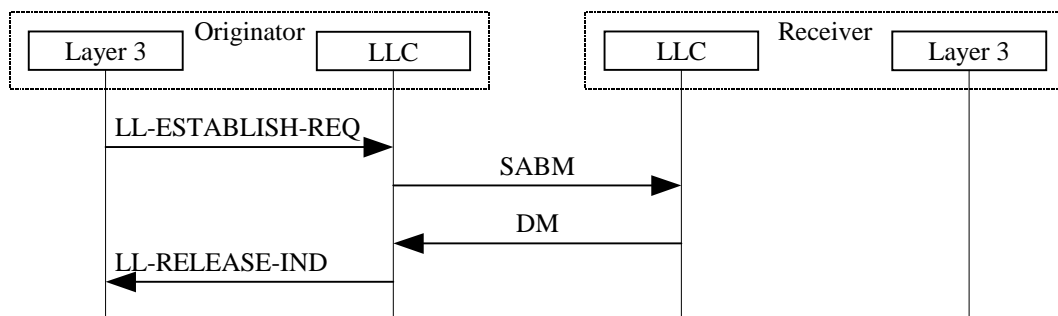 Originator Receiver
Layer 3 LLC LLC Layer 3
LL-ESTABLISH-REQ
SABM
DM
LL-RELEASE-IND